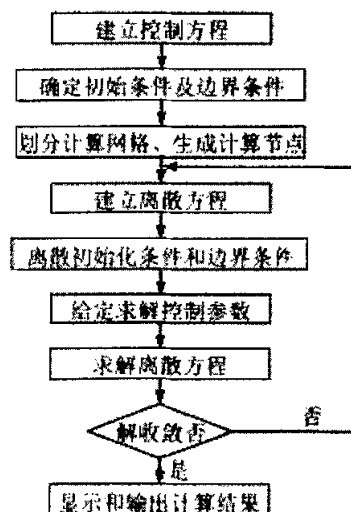 建立控制方程
确定初始条件及边界条件
划分计算网格、生成计算节点
建立离散方程
离散初始化条件和边界条件
给定求解控制参数
求解离散方程
解收敛否
否
是
显示和输出计算结果